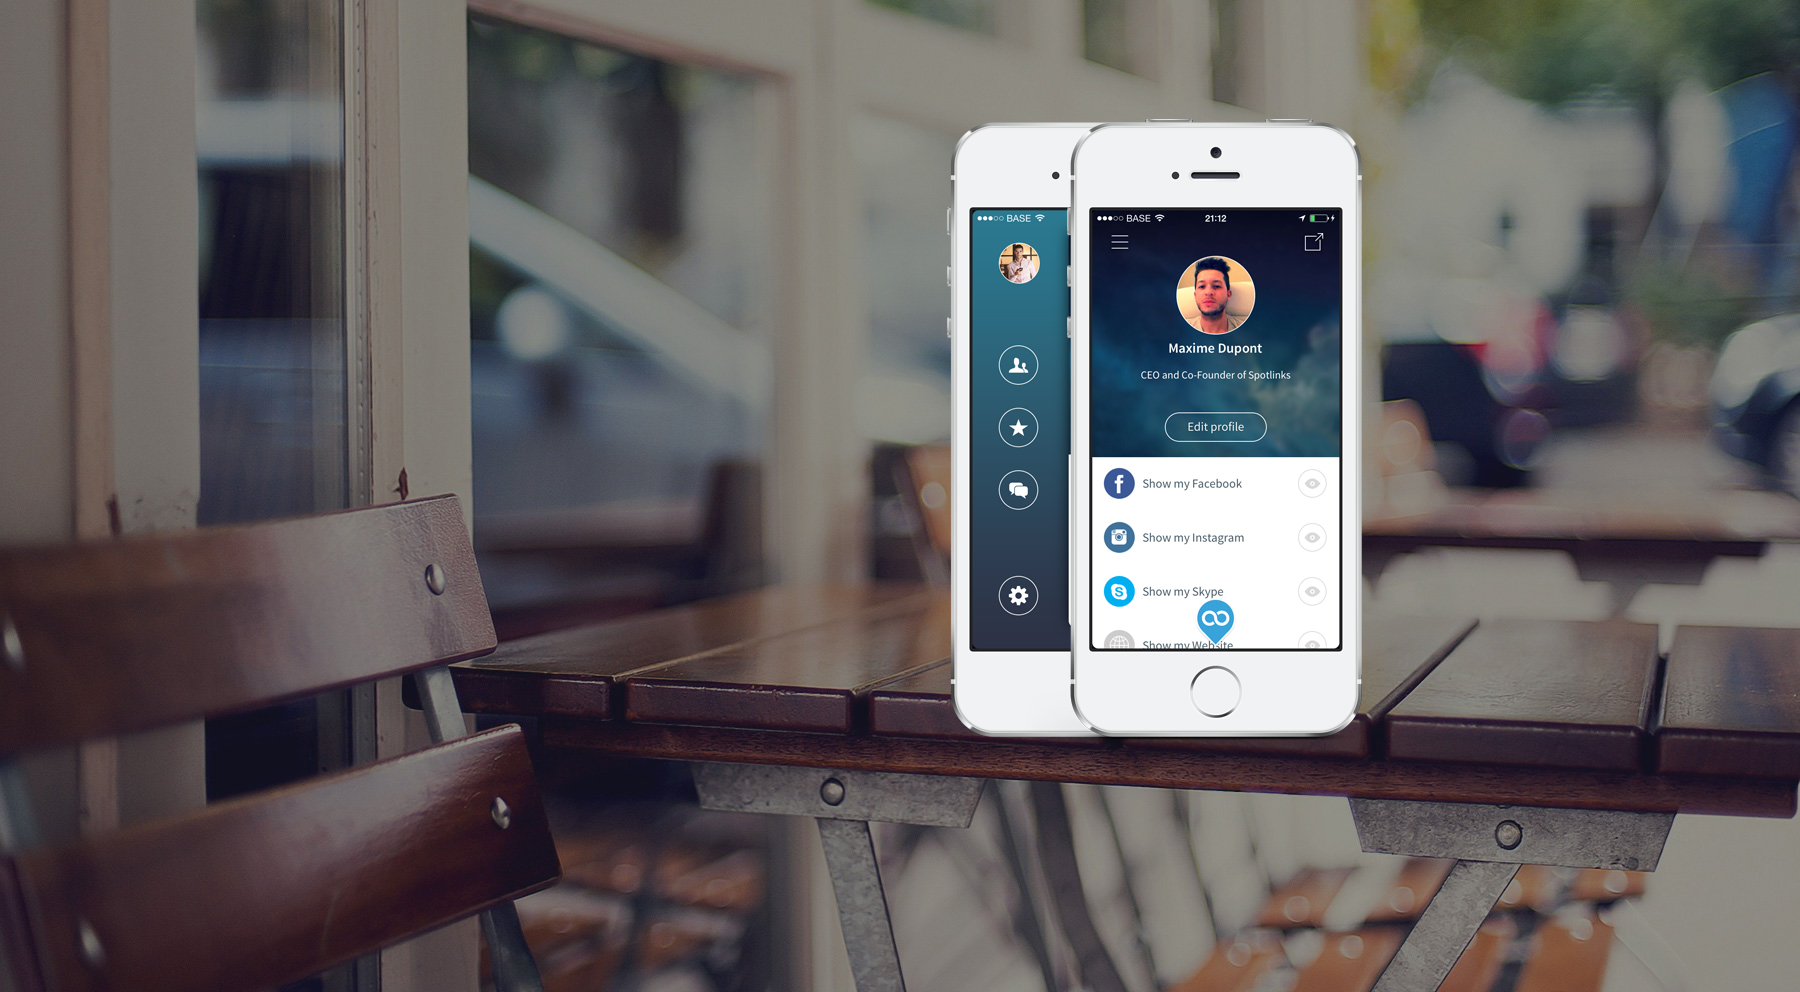 BASE
BASE
21:12
Maxime Dupont
CEO and Co-Founder of Spotlinks
Edit profile
Show my Facebook
Show my Instagram
Show my Skype
Show my Website